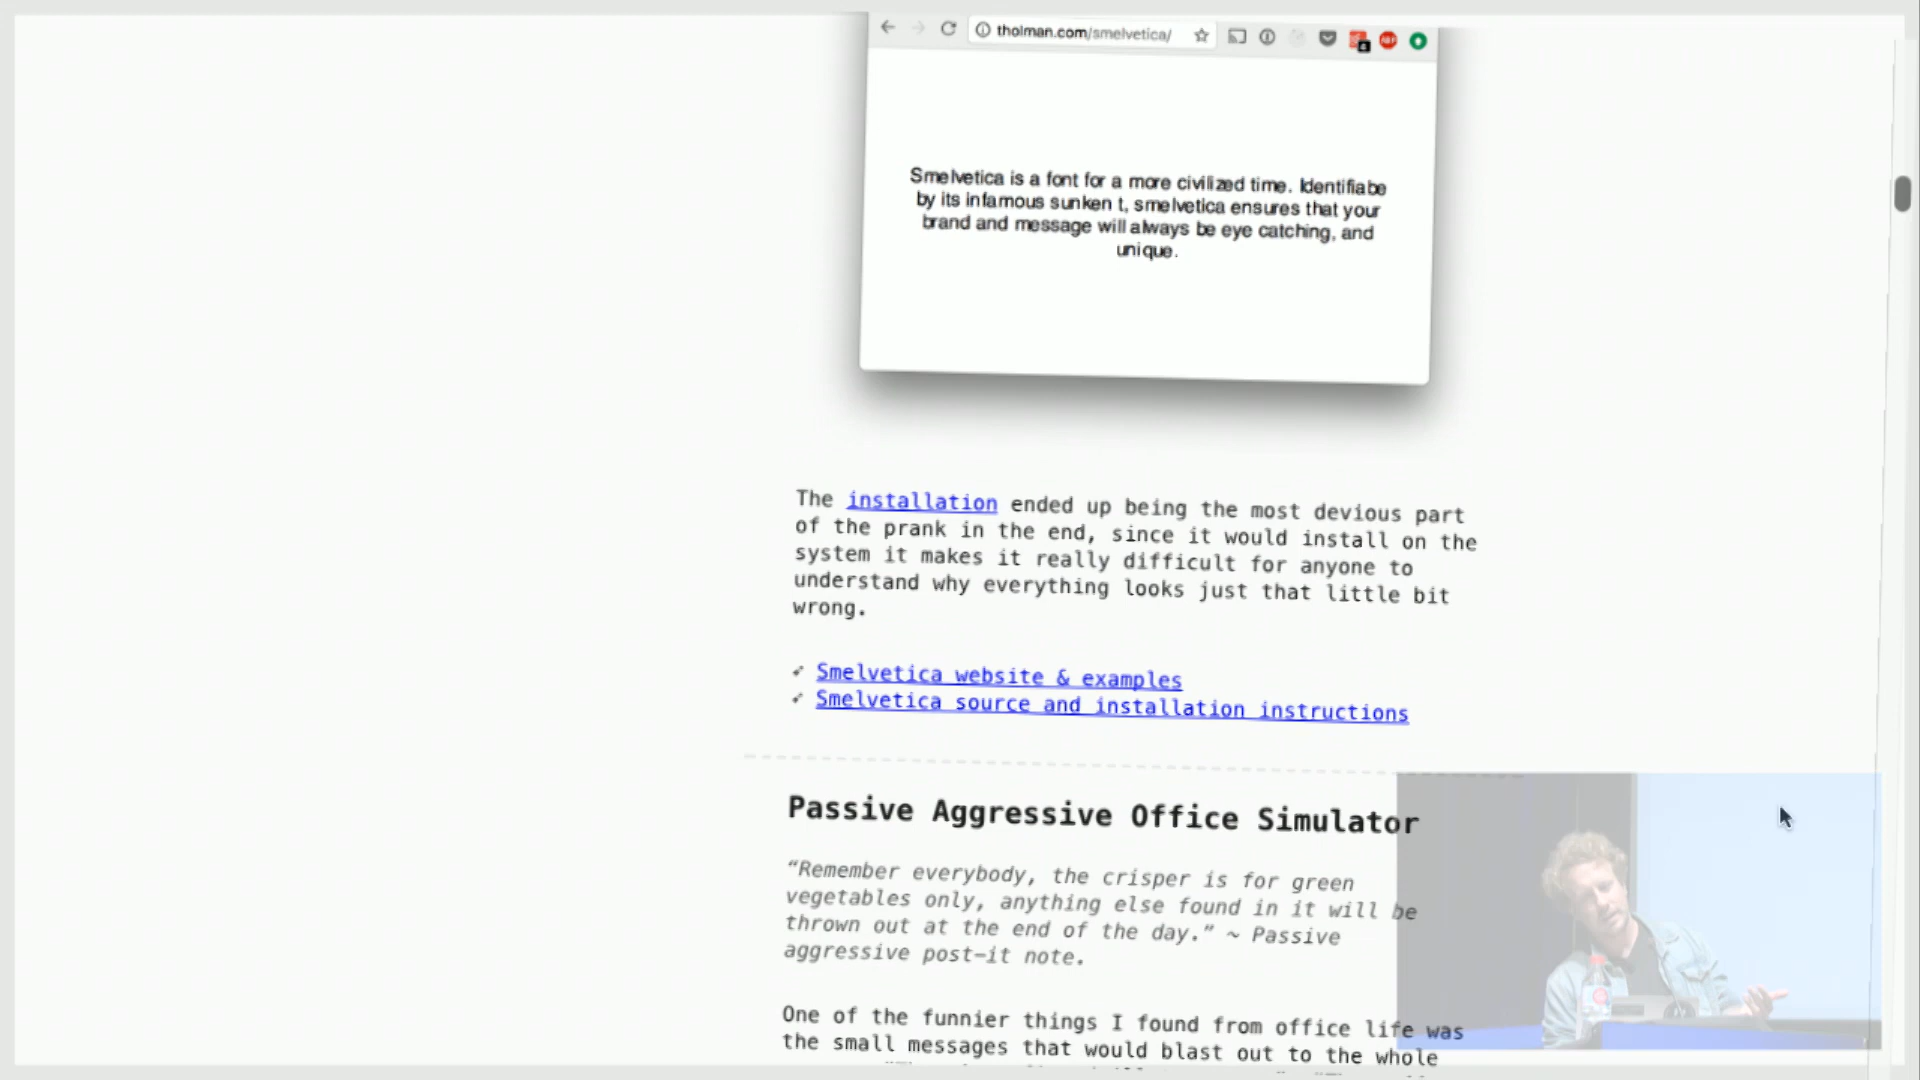 tholman.com/smelvetica/
Smelvetica is a font for a more civilized time. Identifiabe
by its infamous sunken t, smelvetica ensures that your
brand and message will always be eye catching, and
unique.
The installation ended up being the most devious part
of the prank in the end, since it would install on the
system it makes it really difficult for anyone to
understand why everything looks just that little bit
wrong.
Smelvetica website & examples
Smelvetica source and installation instructions
Passive Aggressive Office Simulator
“Remember everybody, the crisper is for green
vegetables only, anything else found in it will be
thrown out at the end of the day.” ~ Passive
aggressive post-it note.
One of the funnier things I found from office life was
the small messages that would blast out to the whole